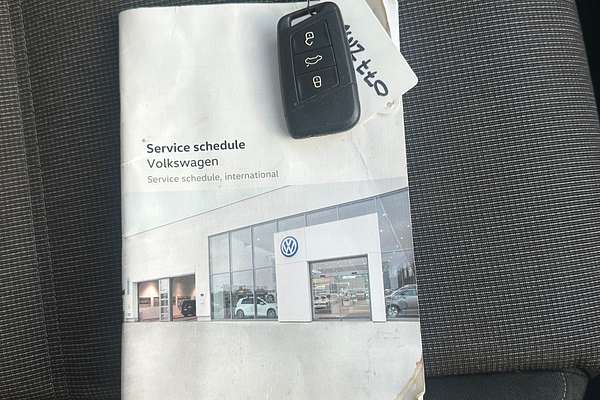 Service schedule
Volkswagen
Service schedule, international